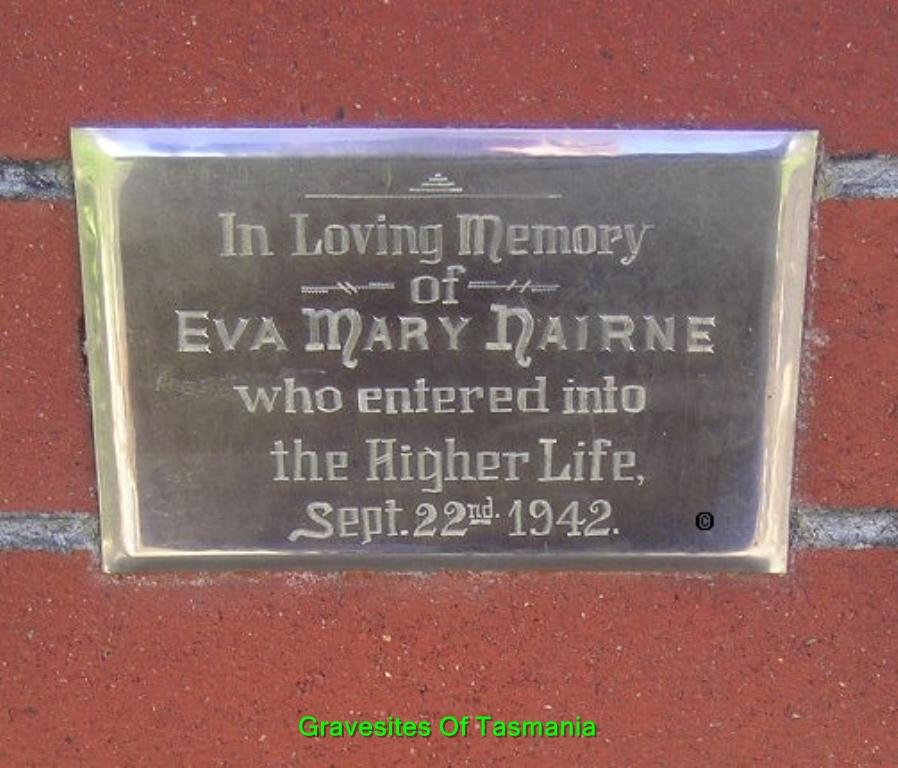 In Loving Memory
of
EVA MARY NAIRNE
who entered into
the Higher Life,
Sept. 22nd. 1942.
©
Gravesites Of Tasmania